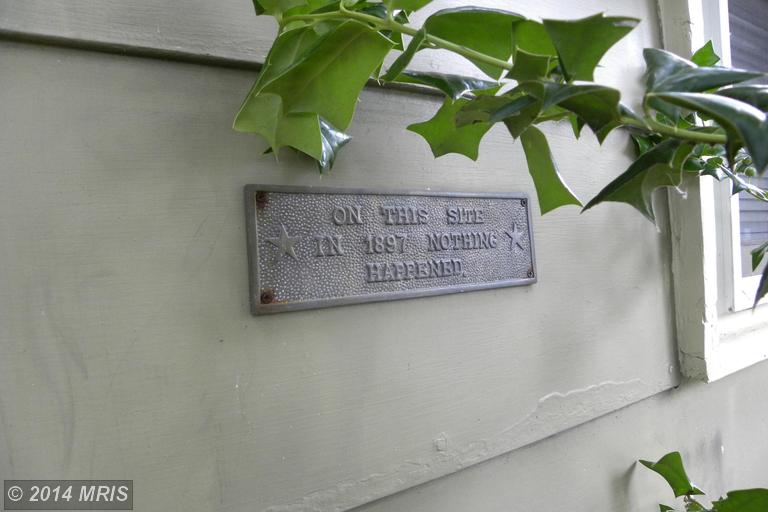 ON THIS SITE
IN 1897 NOTHING
HAPPENED.
© 2014 MRIS